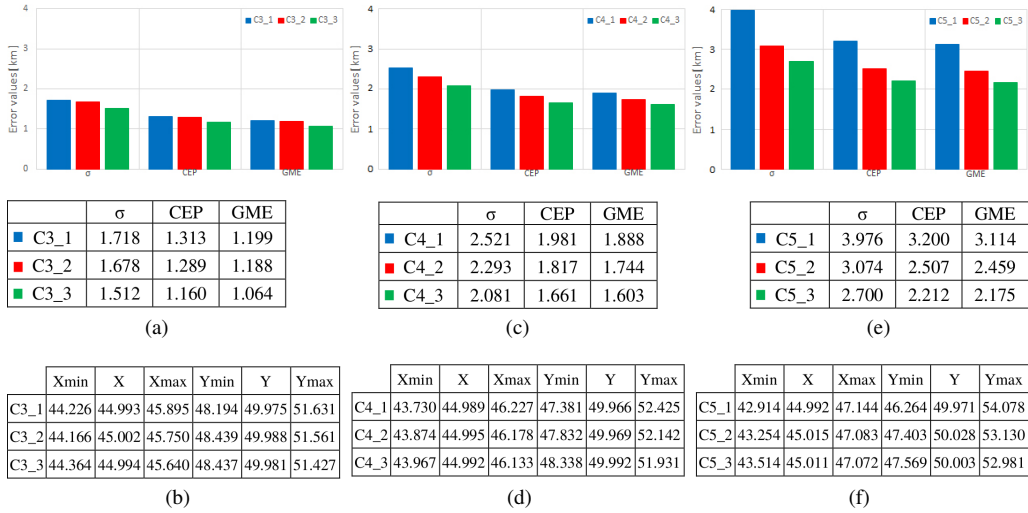 C3_1 C3_2 C3_3
Error values[km]
4
3
2
1
0
σ CEP GME
C4_1 C4_2 C4_3
Error values[km]
4
3
2
1
0
σ CEP GME
C5_1 C5_2 C5_3
Error values[km]
4
3
2
1
0
σ CEP GME
σ CEP GME
C3_1 1.718 1.313 1.199
C3_2 1.678 1.289 1.188
C3_3 1.512 1.160 1.064
(a)
σ CEP GME
C4_1 2.521 1.981 1.888
C4_2 2.293 1.817 1.744
C4_3 2.081 1.661 1.603
(c)
σ CEP GME
C5_1 3.976 3.200 3.114
C5_2 3.074 2.507 2.459
C5_3 2.700 2.212 2.175
(e)
Xmin X Xmax Ymin Y Ymax
C3_1 44.226 44.993 45.895 48.194 49.975 51.631
C3_2 44.166 45.002 45.750 48.439 49.988 51.561
C3_3 44.364 44.994 45.640 48.437 49.981 51.427
(b)
Xmin X Xmax Ymin Y Ymax
C4_1 43.730 44.989 46.227 47.381 49.966 52.425
C4_2 43.874 44.995 46.178 47.832 49.969 52.142
C4_3 43.967 44.992 46.133 48.338 49.992 51.931
(d)
Xmin X Xmax Ymin Y Ymax
C5_1 42.914 44.992 47.144 46.264 49.971 54.078
C5_2 43.254 45.015 47.083 47.403 50.028 53.130
C5_3 43.514 45.011 47.072 47.569 50.003 52.981
(f)